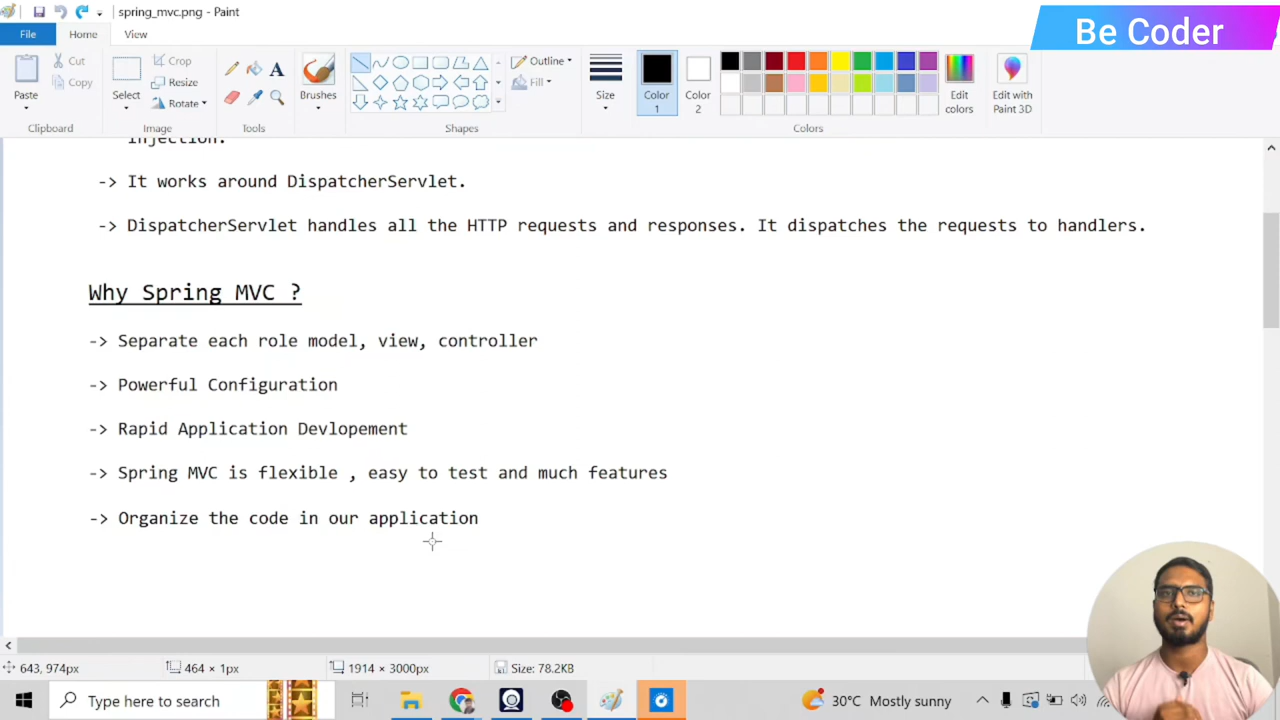 spring_mvc.png - Paint
Be Coder
File Home View
Paste
Cut
Copy
Clipboard
Select
Crop
Resize
Rotate
Image
Tools
Brushes
Shapes
Outline
Fill
Size
Color 1
Color 2
Colors
Edit colors
Edit with Paint 3D
Injection.
-> It works around DispatcherServlet.
-> DispatcherServlet handles all the HTTP requests and responses. It dispatches the requests to handlers.
Why Spring MVC ?
-> Separate each role model, view, controller
-> Powerful Configuration
-> Rapid Application Devlopement
-> Spring MVC is flexible , easy to test and much features
-> Organize the code in our application
643, 974px 464 × 1px 1914 × 3000px Size: 78.2KB
Type here to search 30°C Mostly sunny